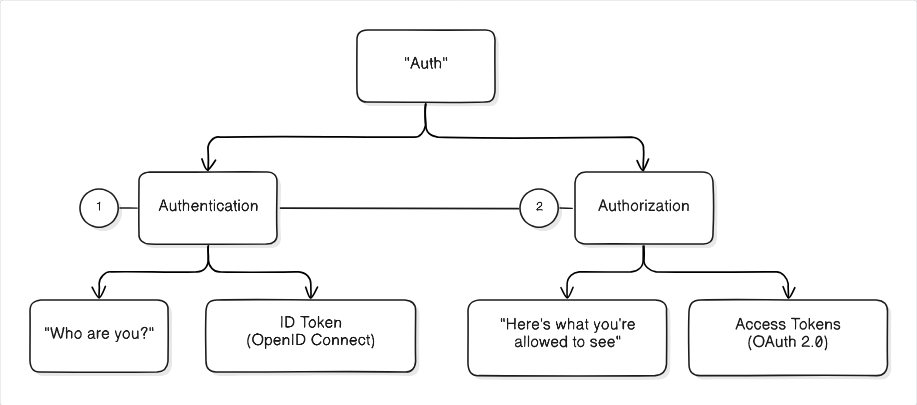 "Auth"
1
Authentication
2
Authorization
"Who are you?"
ID Token
(OpenID Connect)
"Here's what you're
allowed to see"
Access Tokens
(OAuth 2.0)